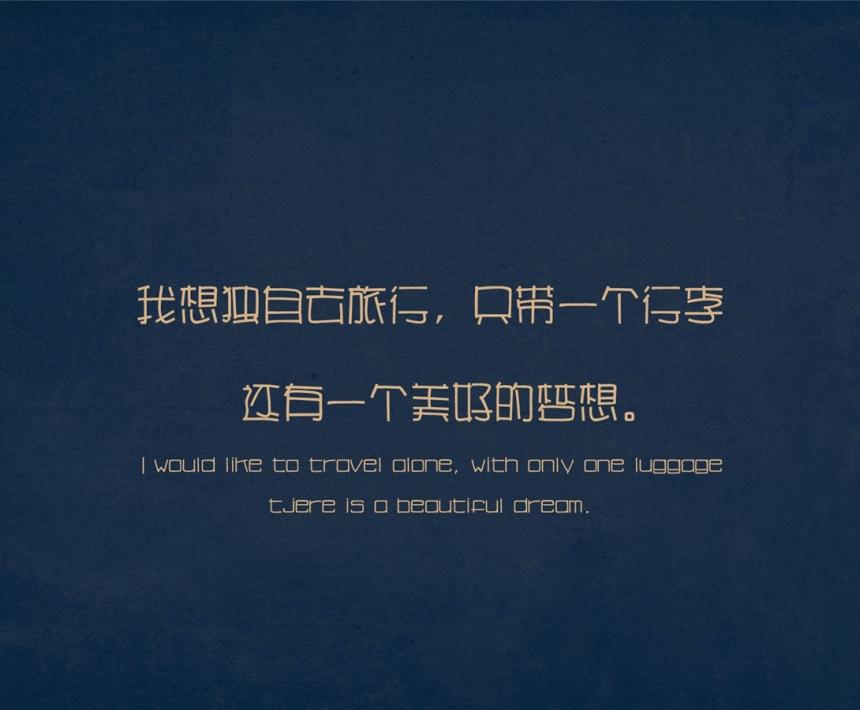 我想独自去旅行，只带一个行李
还有一个美好的梦想。
I would like to travel alone, with only one luggage
tJere is a beautiful dream.